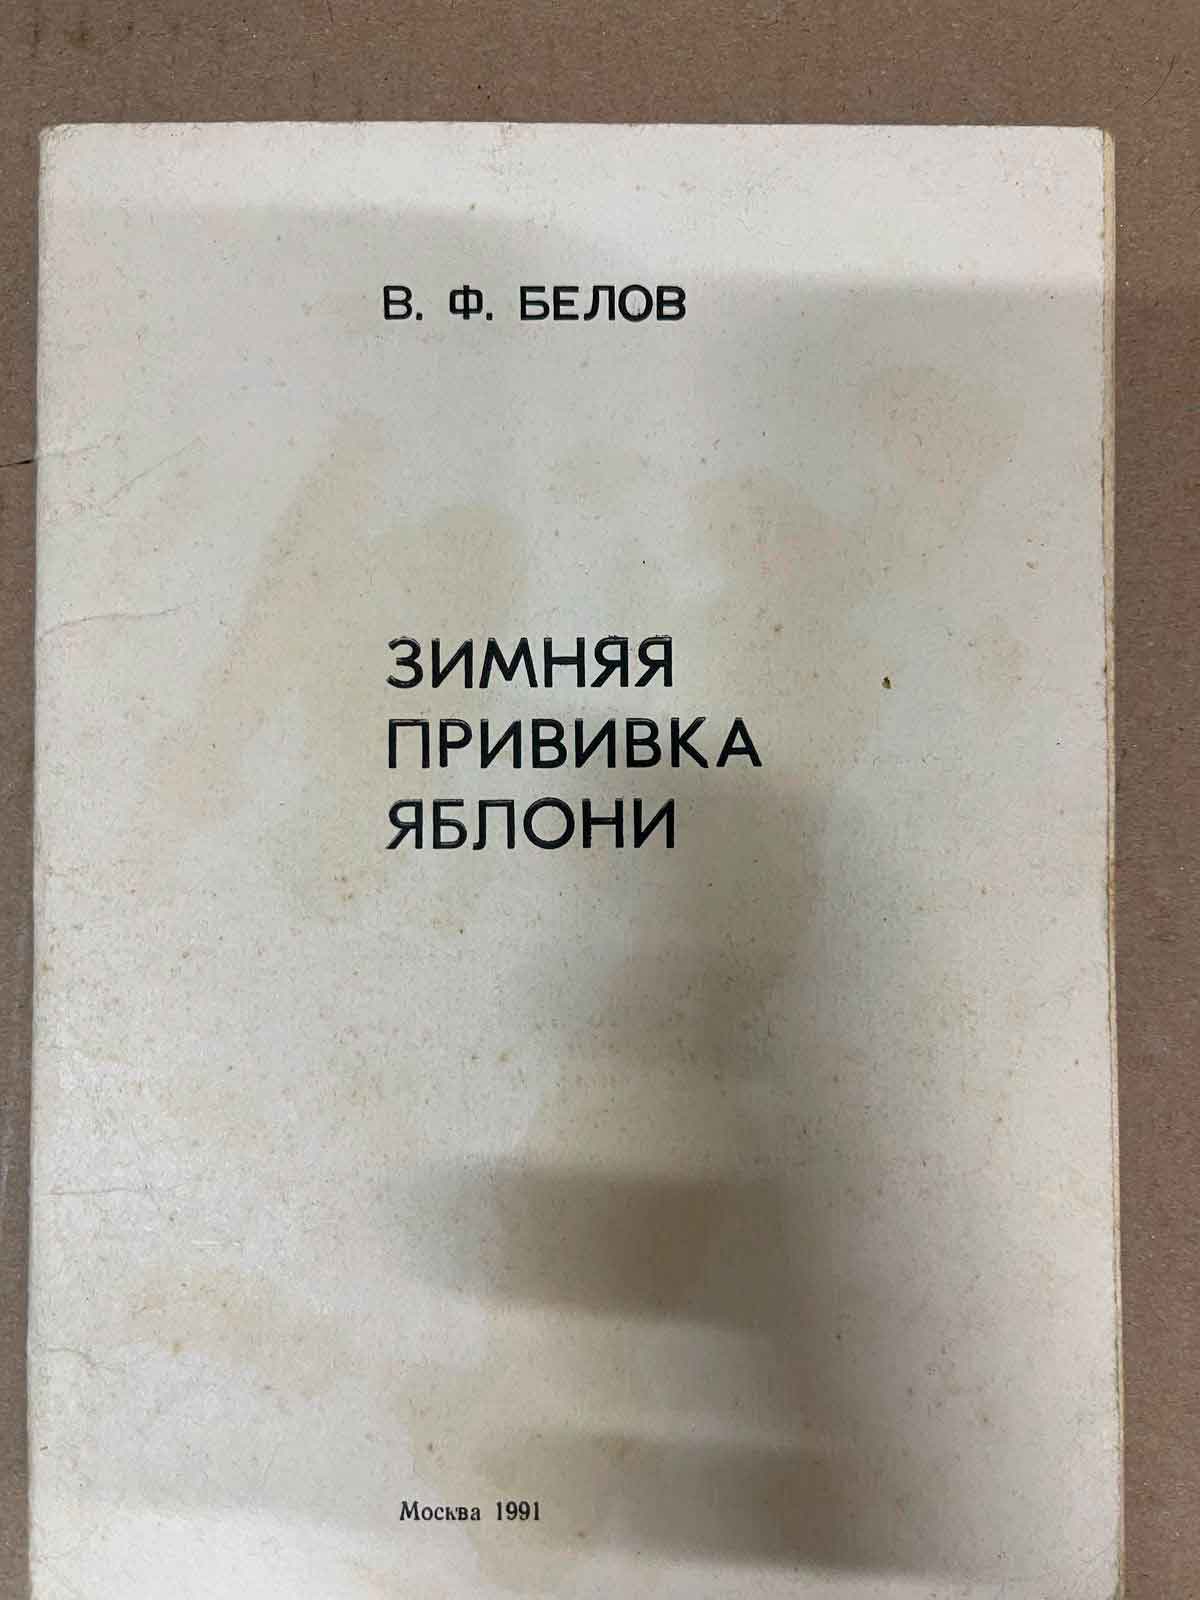 В. Ф. БЕЛОВ
ЗИМНЯЯ
ПРИВИВКА
ЯБЛОНИ
Москва 1991